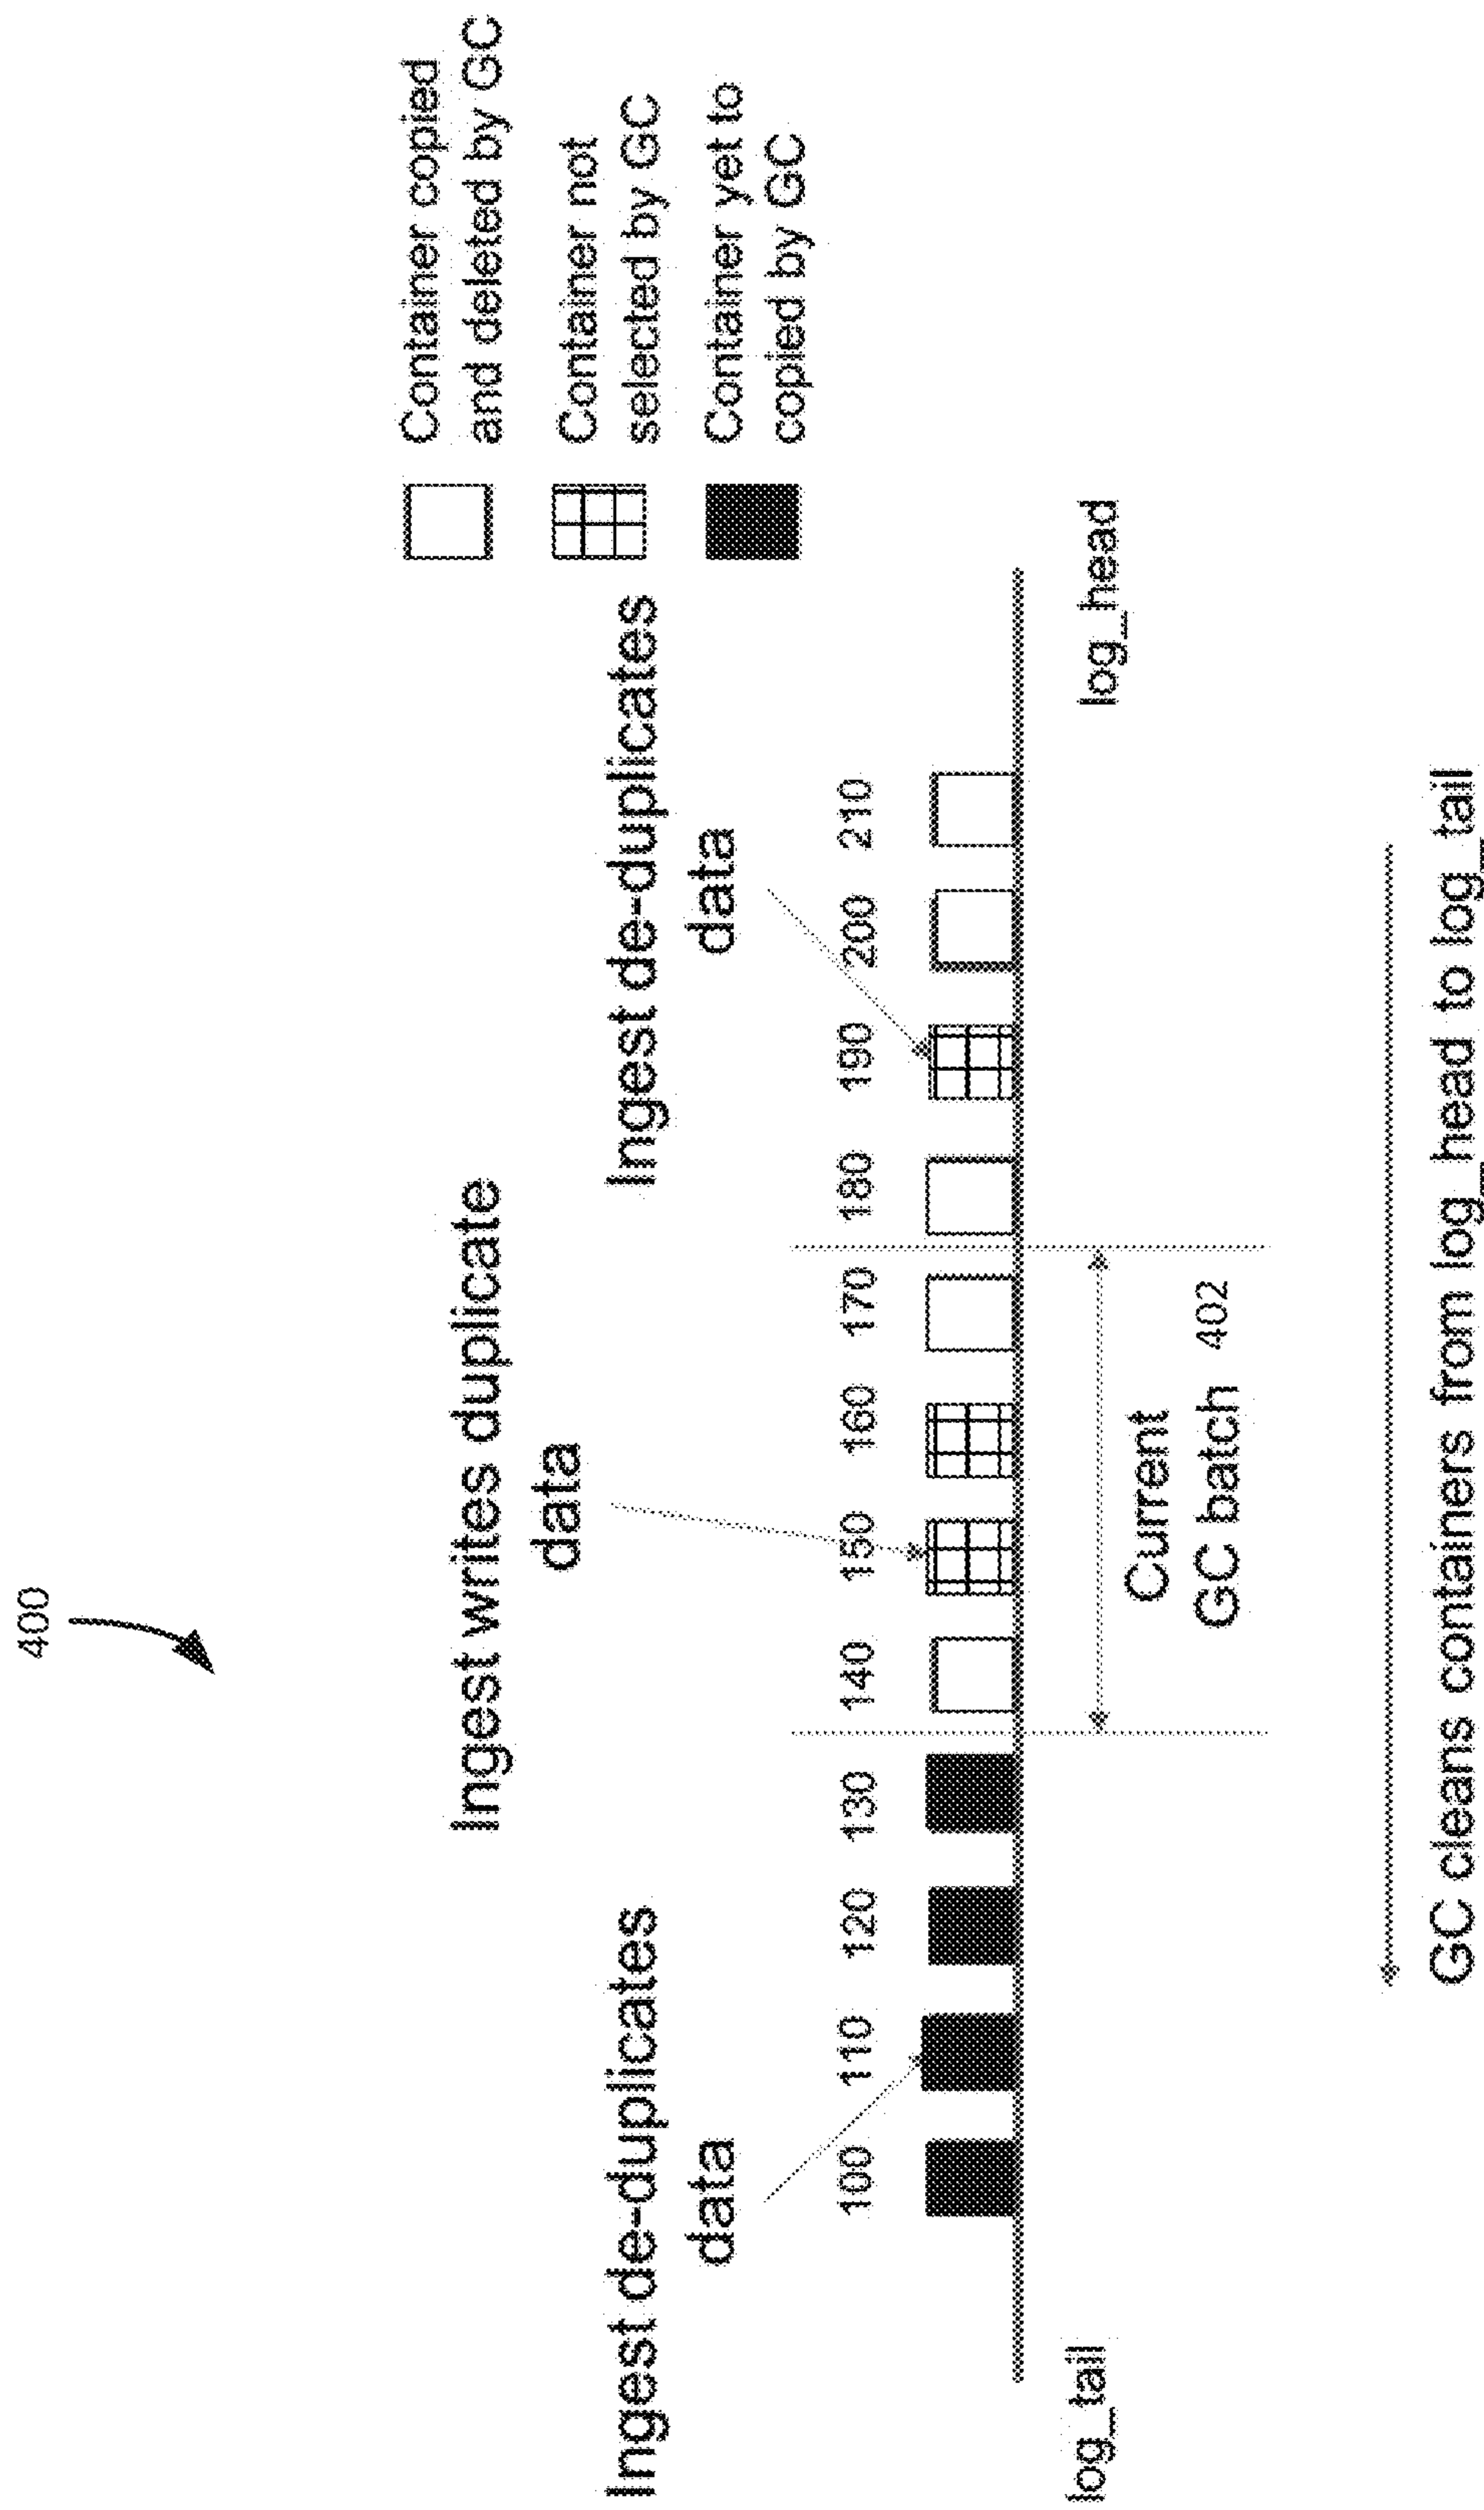 400
Container copied
and deleted by GC
Container not
selected by GC
Container yet to
copied by GC
Ingest writes duplicate
data
Ingest de-duplicates
data
Ingest de-duplicates
data
100 110 120 130 140 150 160 170 180 190 200 210
log_tail
log_head
Current
GC batch 402
GC cleans containers from log_head to log_tail